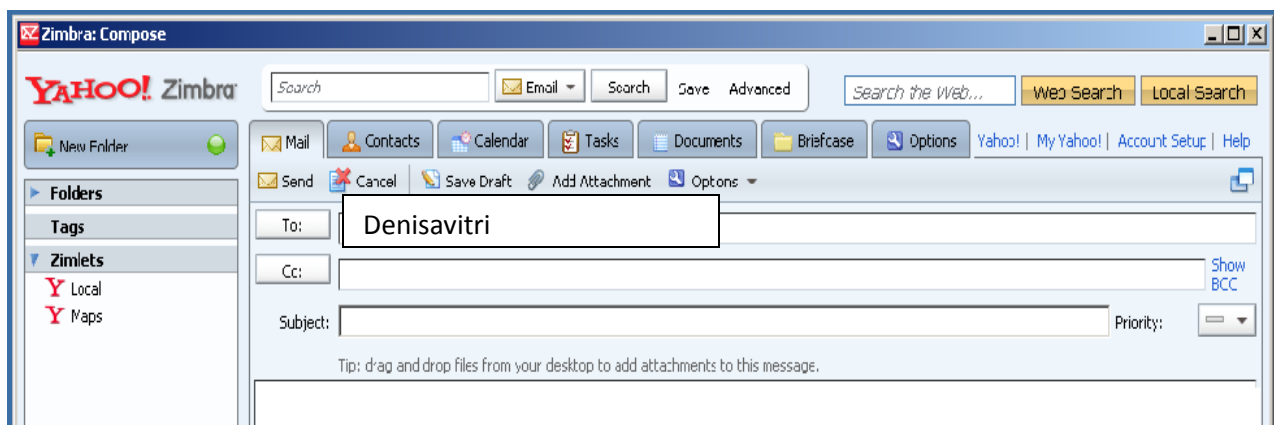 Zimbra: Compose
YAHOO! Zimbra
Search Email Search Save Advanced Search the Web... Web Search Local Search
New Folder Mail Contacts Calendar Tasks Documents Briefcase Options Yahoo! | My Yahoo! | Account Setup | Help
Send Cancel Save Draft Add Attachment Options
Folders
Tags
Zimlets
Y Local
Y Maps
To: Denisavitri
Cc: Show
BCC
Subject: Priority:
Tip: drag and drop files from your desktop to add attachments to this message.